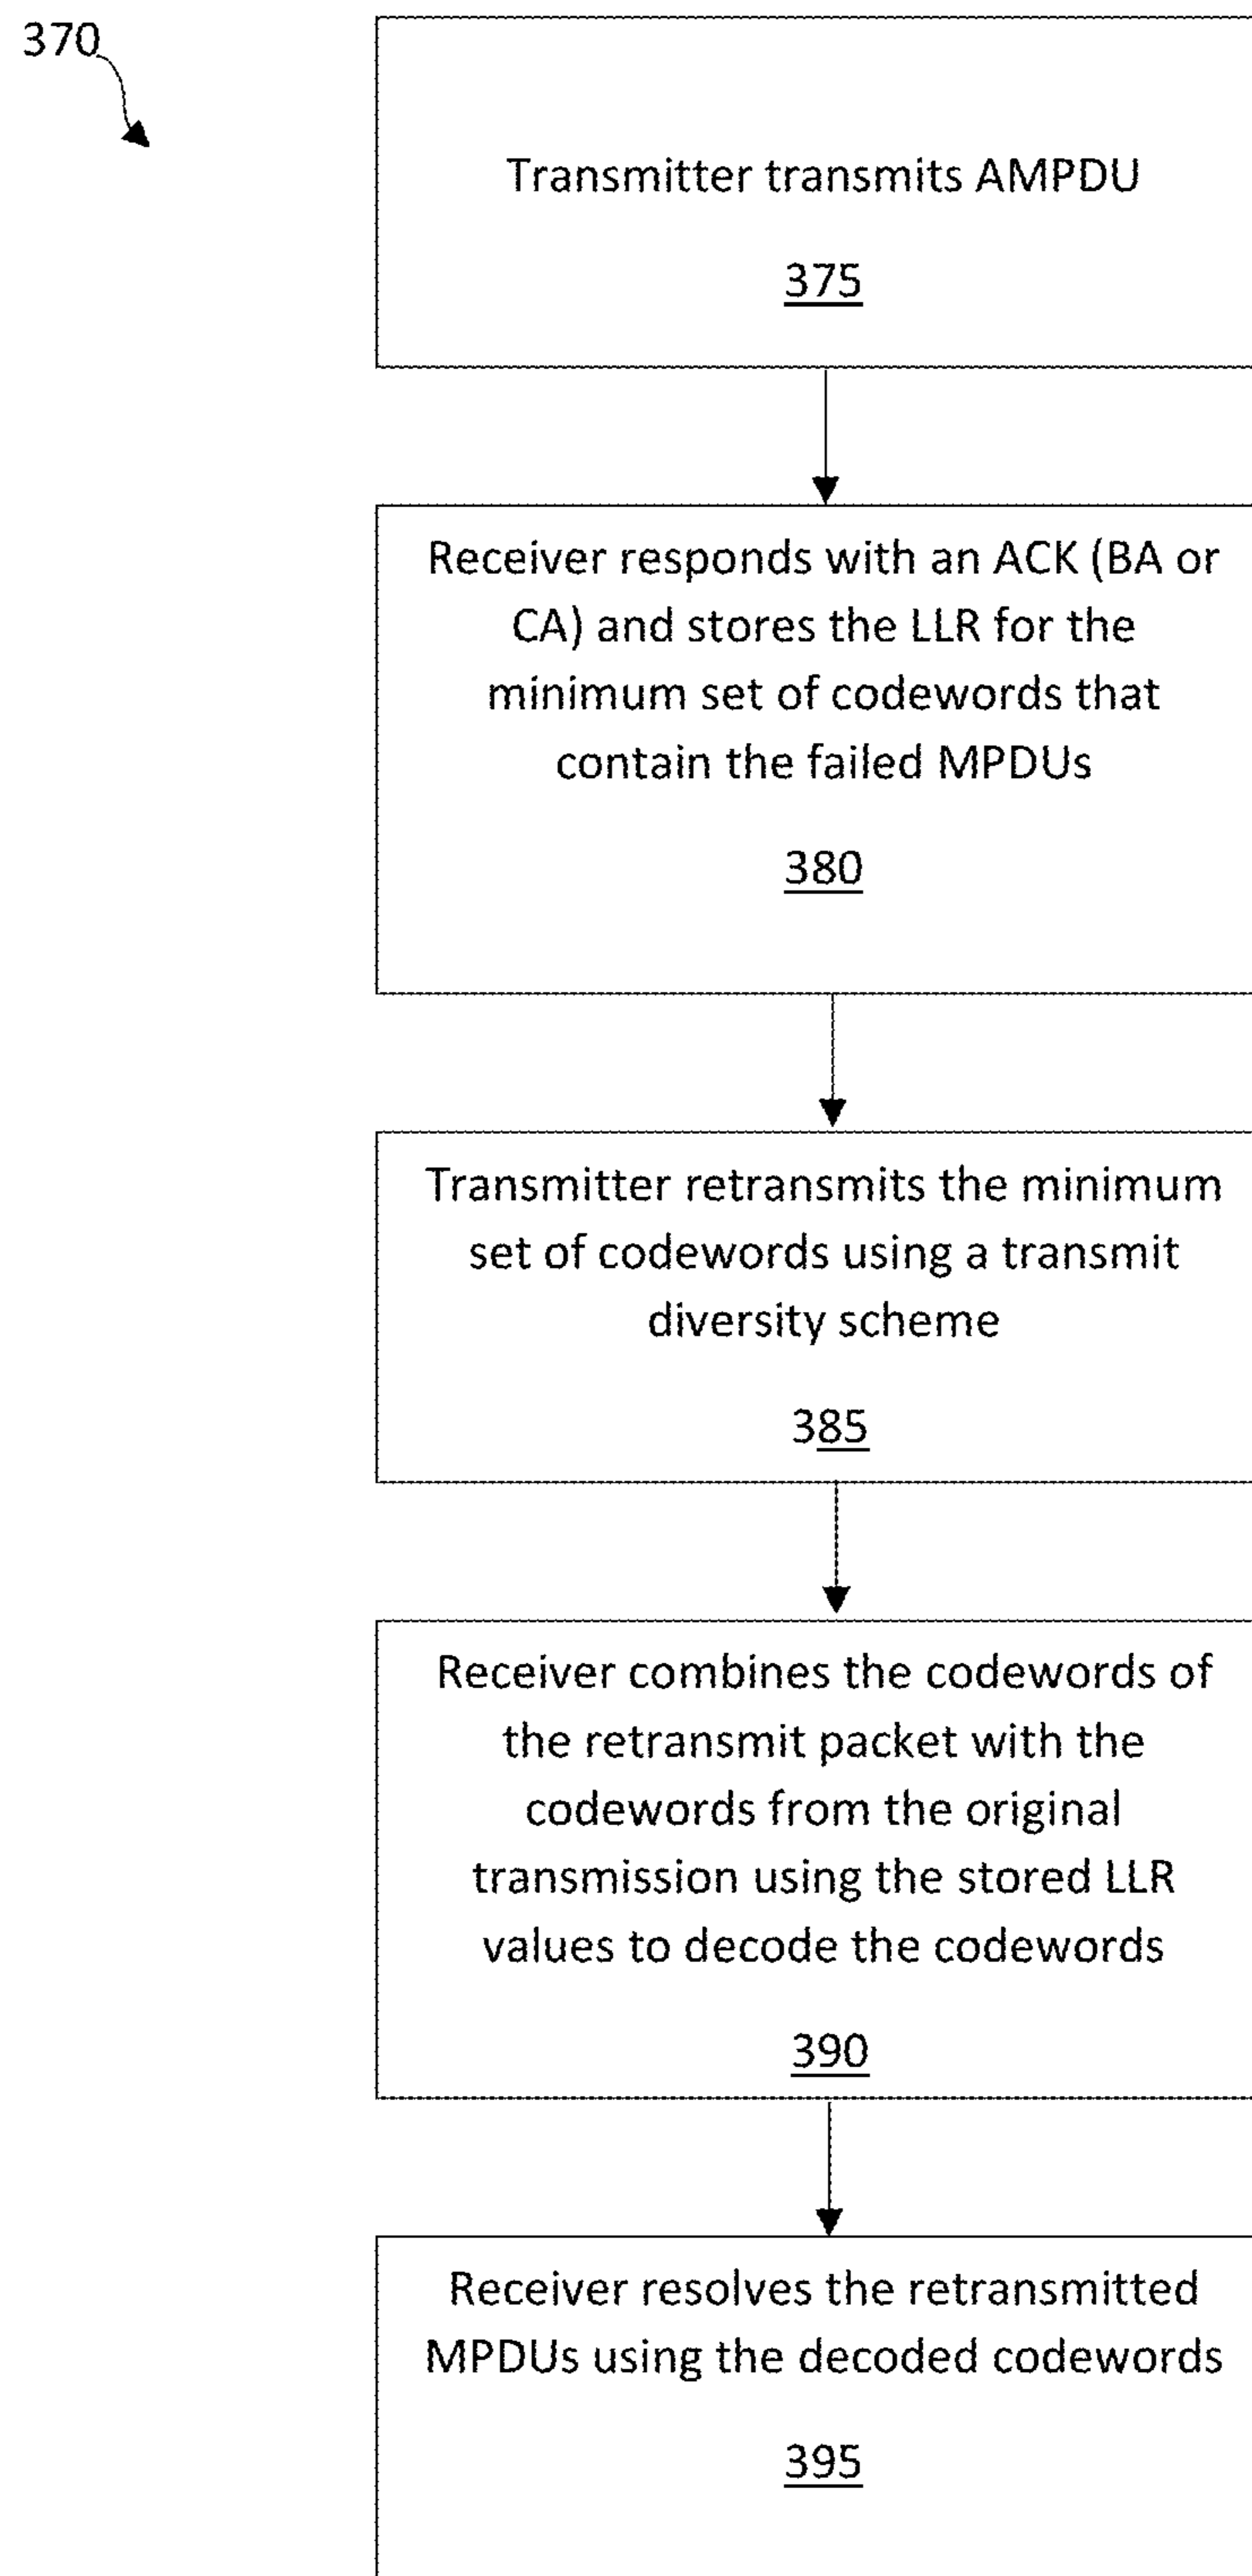 370
Transmitter transmits AMPDU
375
Receiver responds with an ACK (BA or
CA) and stores the LLR for the
minimum set of codewords that
contain the failed MPDUs
380
Transmitter retransmits the minimum
set of codewords using a transmit
diversity scheme
385
Receiver combines the codewords of
the retransmit packet with the
codewords from the original
transmission using the stored LLR
values to decode the codewords
390
Receiver resolves the retransmitted
MPDUs using the decoded codewords
395